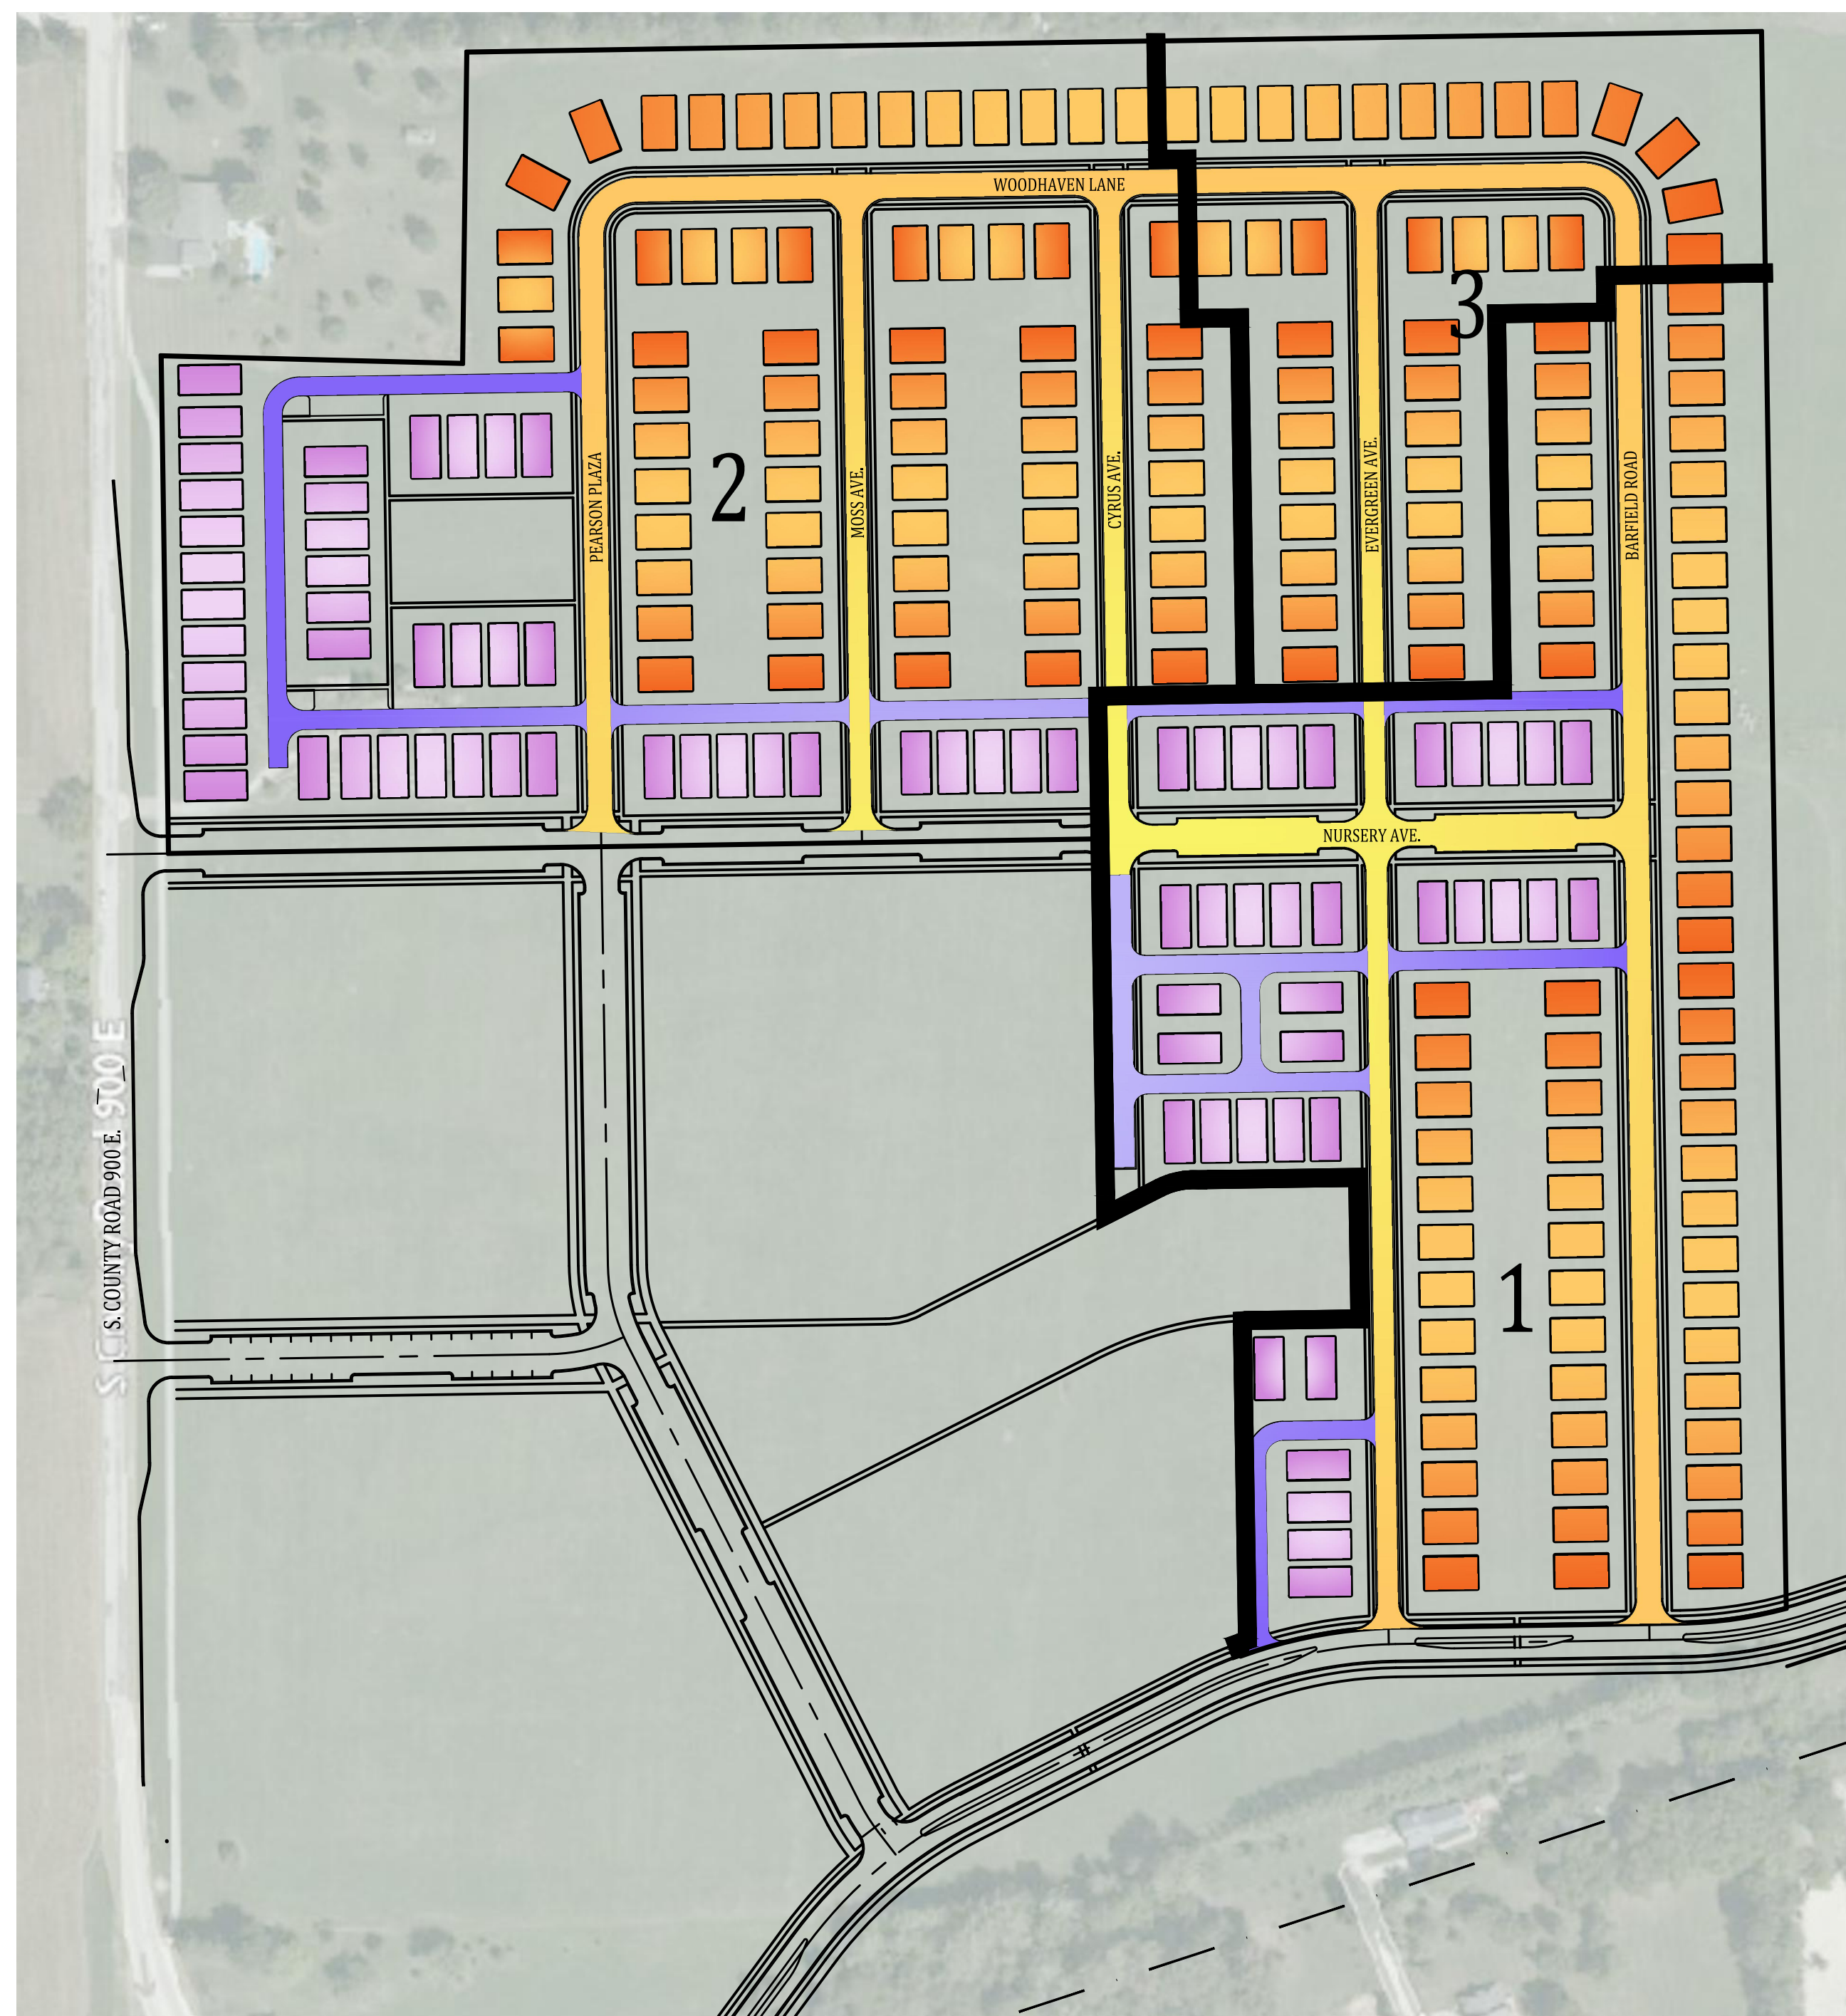 WOODHAVEN LANE
3
2
PEARSON PLAZA
MOSS AVE.
CYRUS AVE.
EVERGREEN AVE.
BARFIELD ROAD
NURSERY AVE.
1
S. COUNTY ROAD 900 E.